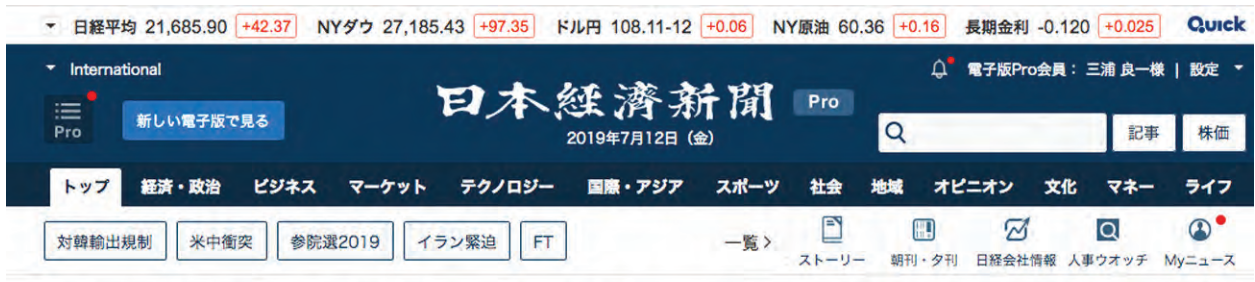 日経平均 21,685.90 +42.37 NYダウ 27,185.43 +97.35 ドル円 108.11-12 +0.06 NY原油 60.36 +0.16 長期金利 -0.120 +0.025 QUICK
International
電子版Pro会員: 三浦 良一様 | 設定
Pro
新しい電子版で見る
日本経済新聞 Pro
2019年7月12日（金）
記事 株価
トップ 経済・政治 ビジネス マーケット テクノロジー 国際・アジア スポーツ 社会 地域 オピニオン 文化 マネー ライフ
対韓輸出規制 米中衝突 参院選2019 イラン緊迫 FT 一覧 >
ストーリー 朝刊・夕刊 日経会社情報 人事ウオッチ Myニュース